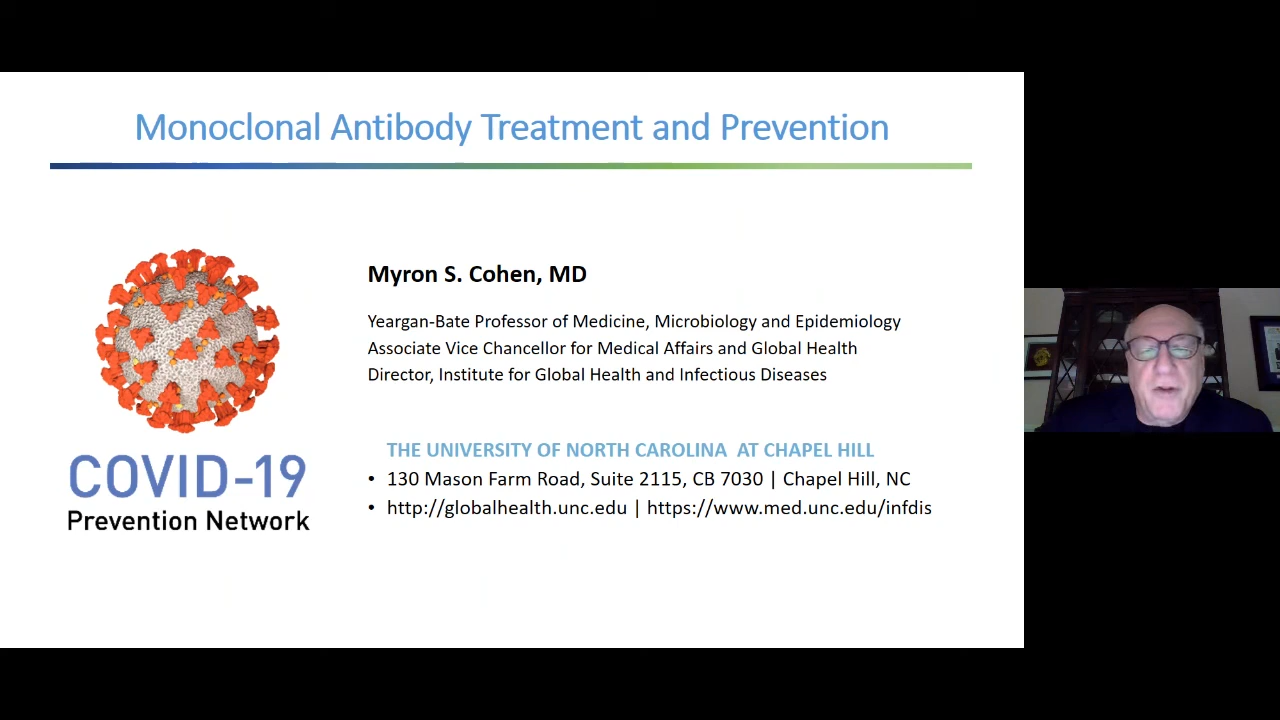 Monoclonal Antibody Treatment and Prevention
Myron S. Cohen, MD
Yeargan-Bate Professor of Medicine, Microbiology and Epidemiology
Associate Vice Chancellor for Medical Affairs and Global Health
Director, Institute for Global Health and Infectious Diseases
THE UNIVERSITY OF NORTH CAROLINA AT CHAPEL HILL
• 130 Mason Farm Road, Suite 2115, CB 7030 | Chapel Hill, NC
• http://globalhealth.unc.edu | https://www.med.unc.edu/infdis
COVID-19
Prevention Network